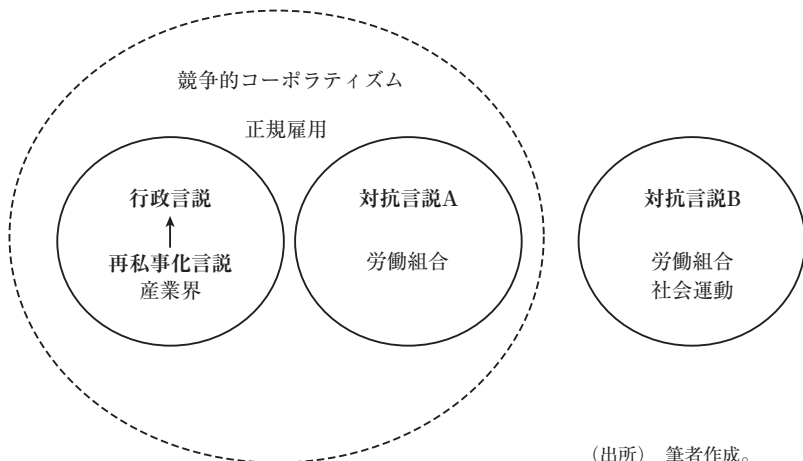 競争的コーポラティズム
正規雇用
行政言説
再私事化言説
産業界
対抗言説A
労働組合
対抗言説B
労働組合
社会運動
（出所）　筆者作成。